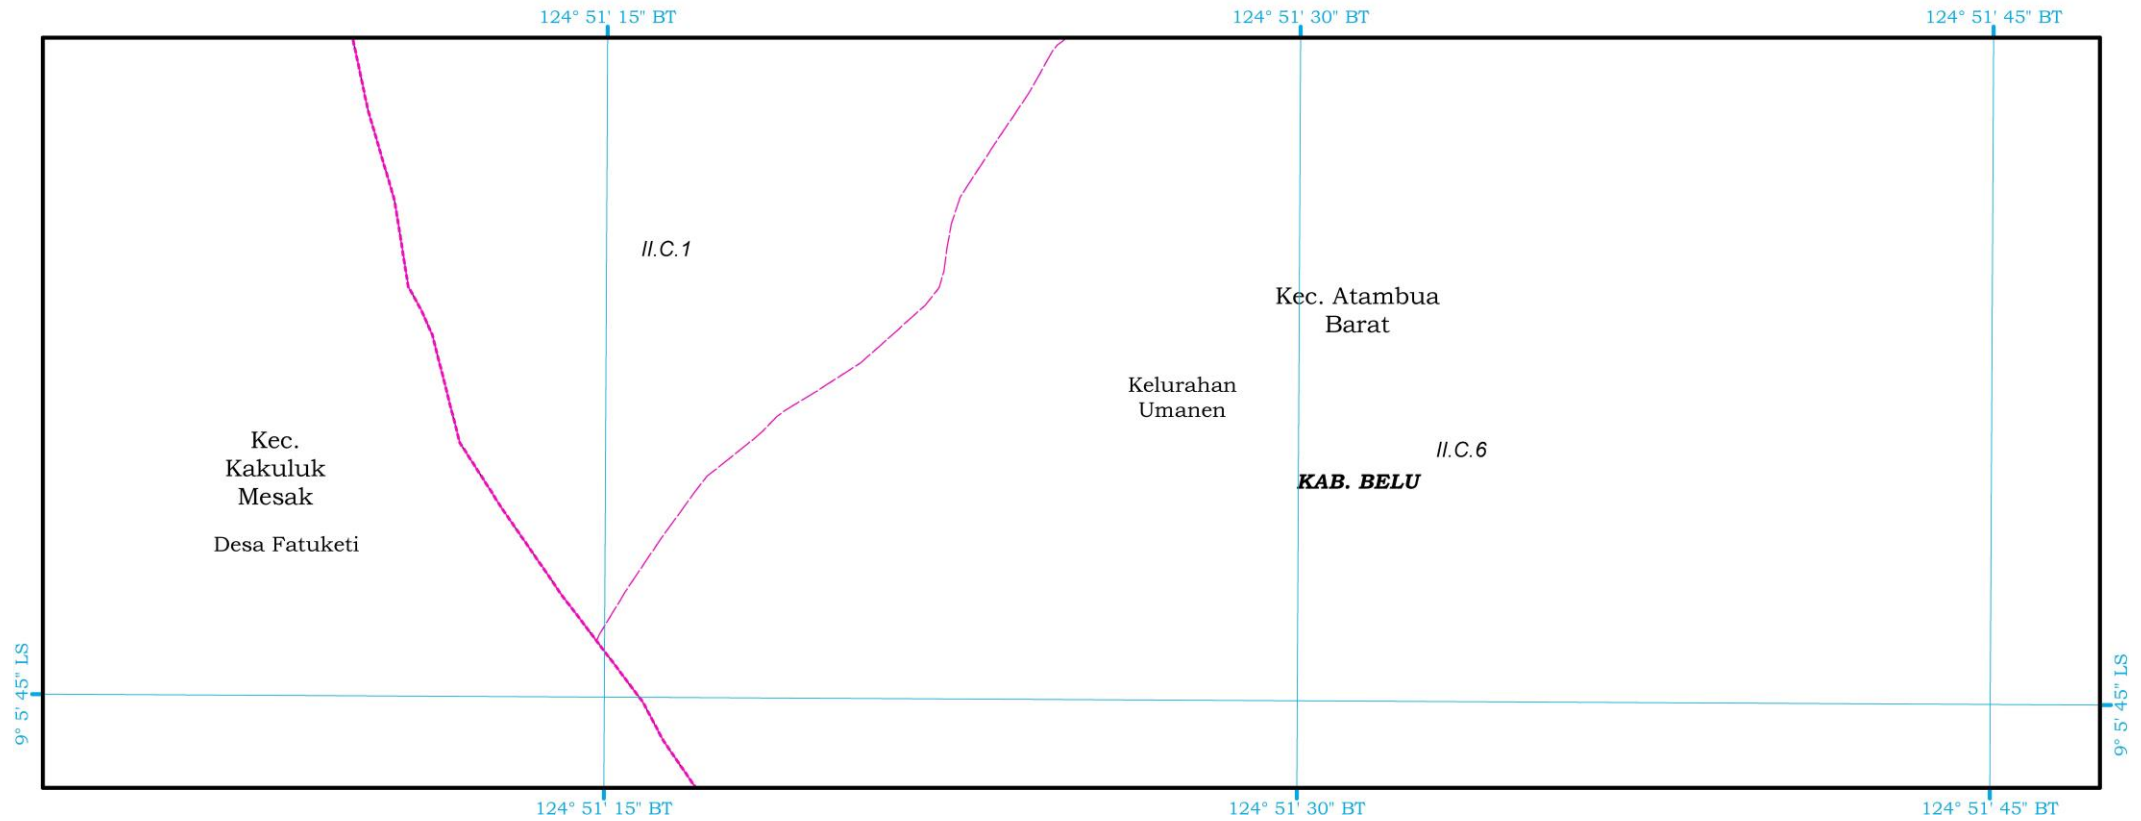 124° 51' 15" BT
124° 51' 30" BT
124° 51' 45" BT
II.C.1
Kec. Atambua
Barat
Kelurahan
Umanen
Kec.
Kakuluk
Mesak
II.C.6
KAB. BELU
Desa Fatuketi
9° 5' 45" LS
9° 5' 45" LS
124° 51' 15" BT
124° 51' 30" BT
124° 51' 45" BT